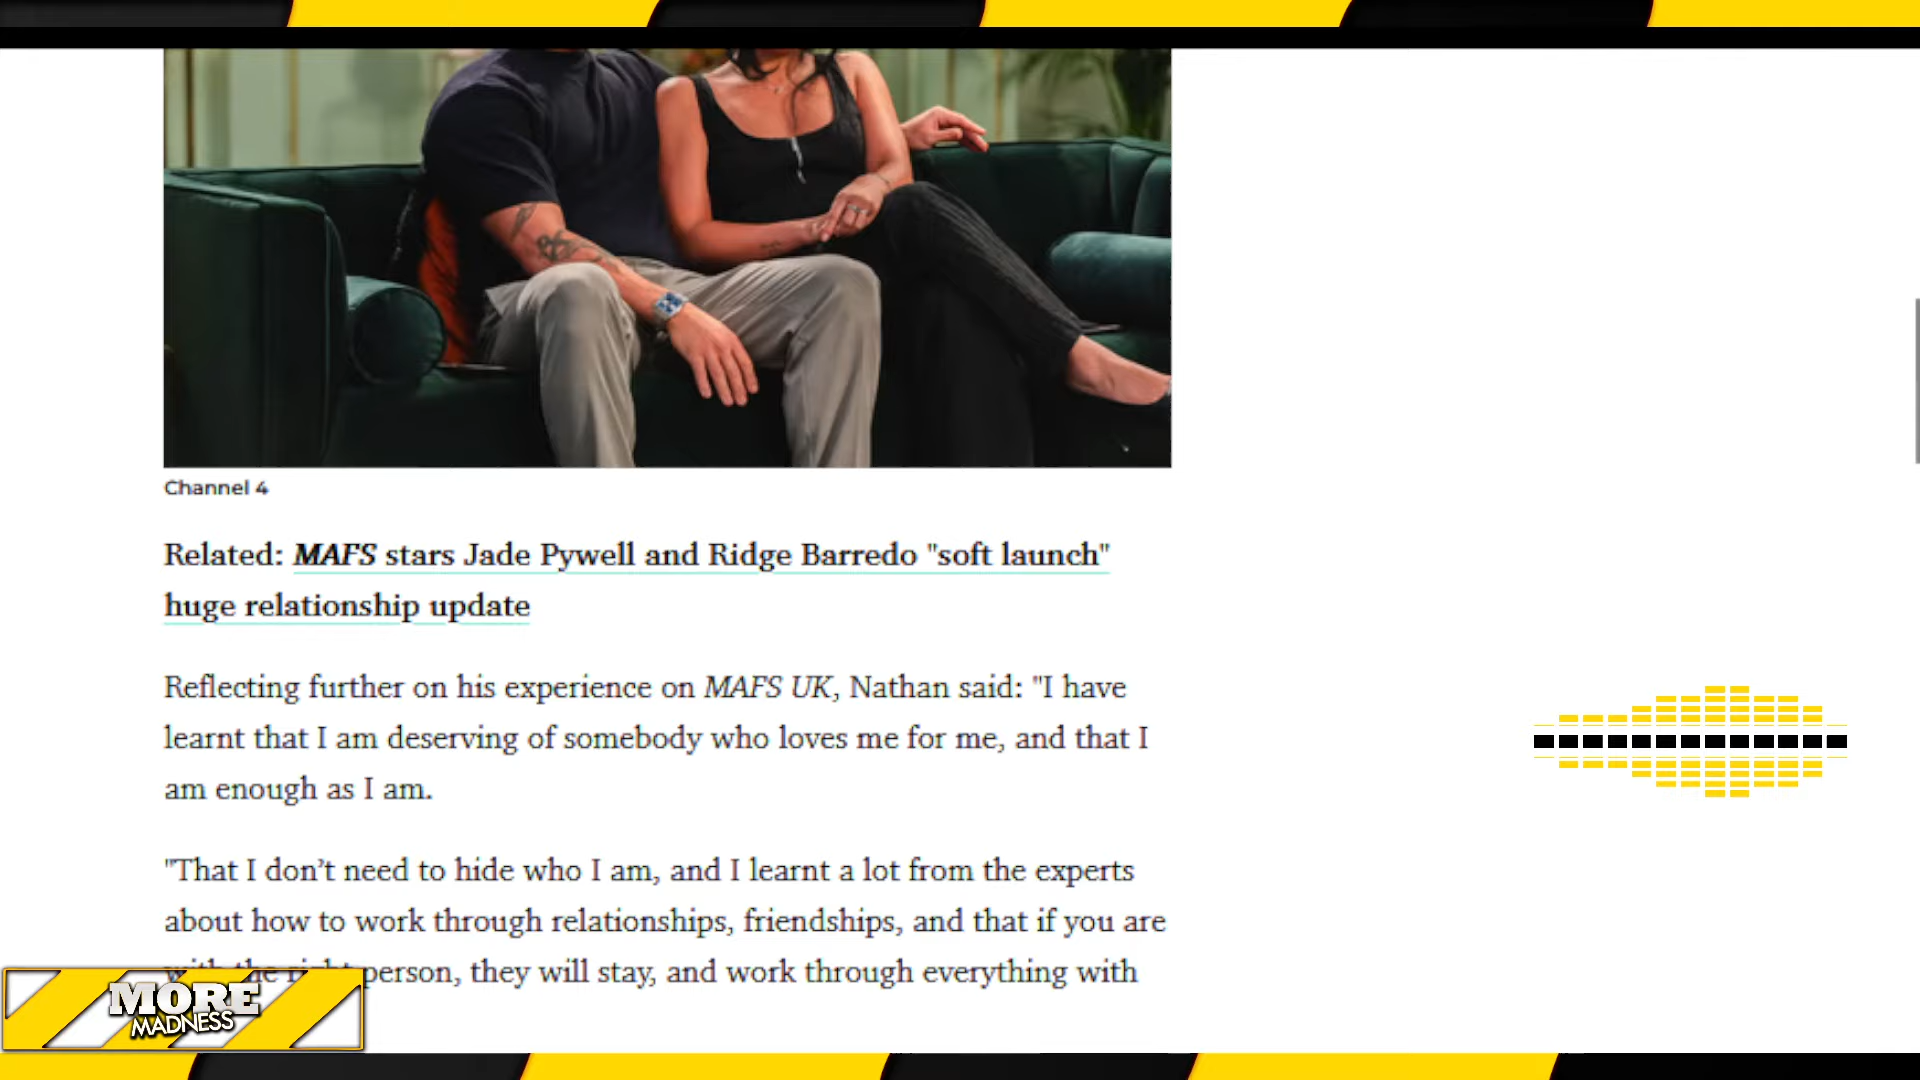 Channel 4
Related: MAFS stars Jade Pywell and Ridge Barredo "soft launch"
huge relationship update
Reflecting further on his experience on MAFS UK, Nathan said: "I have
learnt that I am deserving of somebody who loves me for me, and that I
am enough as I am.
"That I don’t need to hide who I am, and I learnt a lot from the experts
about how to work through relationships, friendships, and that if you are
with the right person, they will stay, and work through everything with
MORE
MADNESS